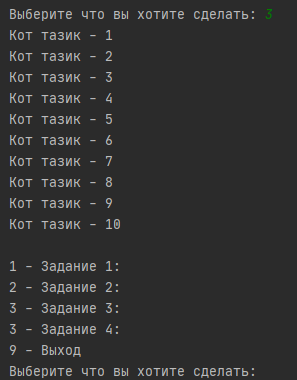 Выберите что вы хотите сделать: 3
Кот тазик - 1
Кот тазик - 2
Кот тазик - 3
Кот тазик - 4
Кот тазик - 5
Кот тазик - 6
Кот тазик - 7
Кот тазик - 8
Кот тазик - 9
Кот тазик - 10
1 - Задание 1:
2 - Задание 2:
3 - Задание 3:
3 - Задание 4:
9 - Выход
Выберите что вы хотите сделать: